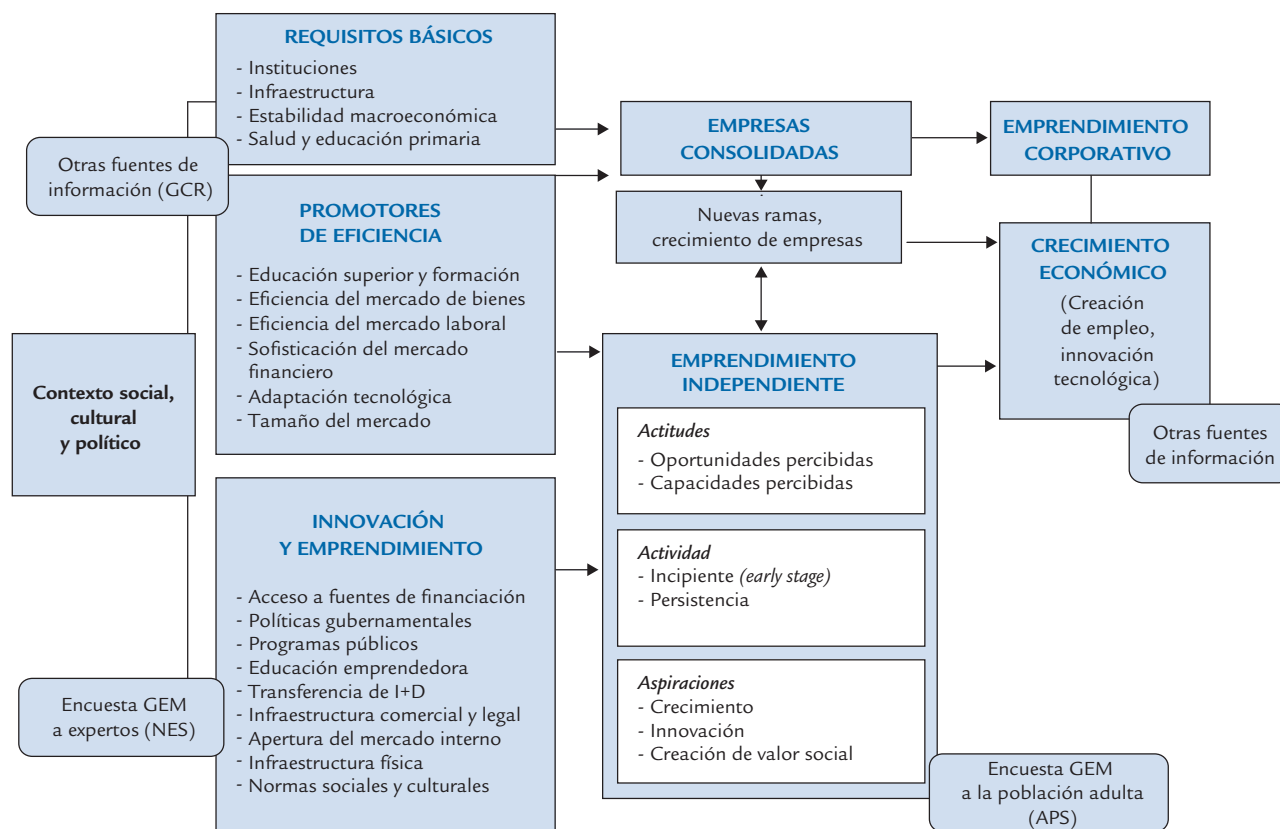 REQUISITOS BÁSICOS
- Instituciones
- Infraestructura
- Estabilidad macroeconómica
- Salud y educación primaria
Otras fuentes de
información (GCR)
PROMOTORES
DE EFICIENCIA
- Educación superior y formación
- Eficiencia del mercado de bienes
- Eficiencia del mercado laboral
- Sofisticación del mercado
financiero
- Adaptación tecnológica
- Tamaño del mercado
Contexto social,
cultural
y político
INNOVACIÓN
Y EMPRENDIMIENTO
- Acceso a fuentes de financiación
- Políticas gubernamentales
- Programas públicos
- Educación emprendedora
- Transferencia de I+D
- Infraestructura comercial y legal
- Apertura del mercado interno
- Infraestructura física
- Normas sociales y culturales
Encuesta GEM
a expertos (NES)
EMPRESAS
CONSOLIDADAS
Nuevas ramas,
crecimiento de empresas
EMPRENDIMIENTO
INDEPENDIENTE
Actitudes
- Oportunidades percibidas
- Capacidades percibidas
Actividad
- Incipiente (early stage)
- Persistencia
Aspiraciones
- Crecimiento
- Innovación
- Creación de valor social
Encuesta GEM
a la población adulta
(APS)
EMPRENDIMIENTO
CORPORATIVO
CRECIMIENTO
ECONÓMICO
(Creación
de empleo,
innovación
tecnológica)
Otras fuentes
de información